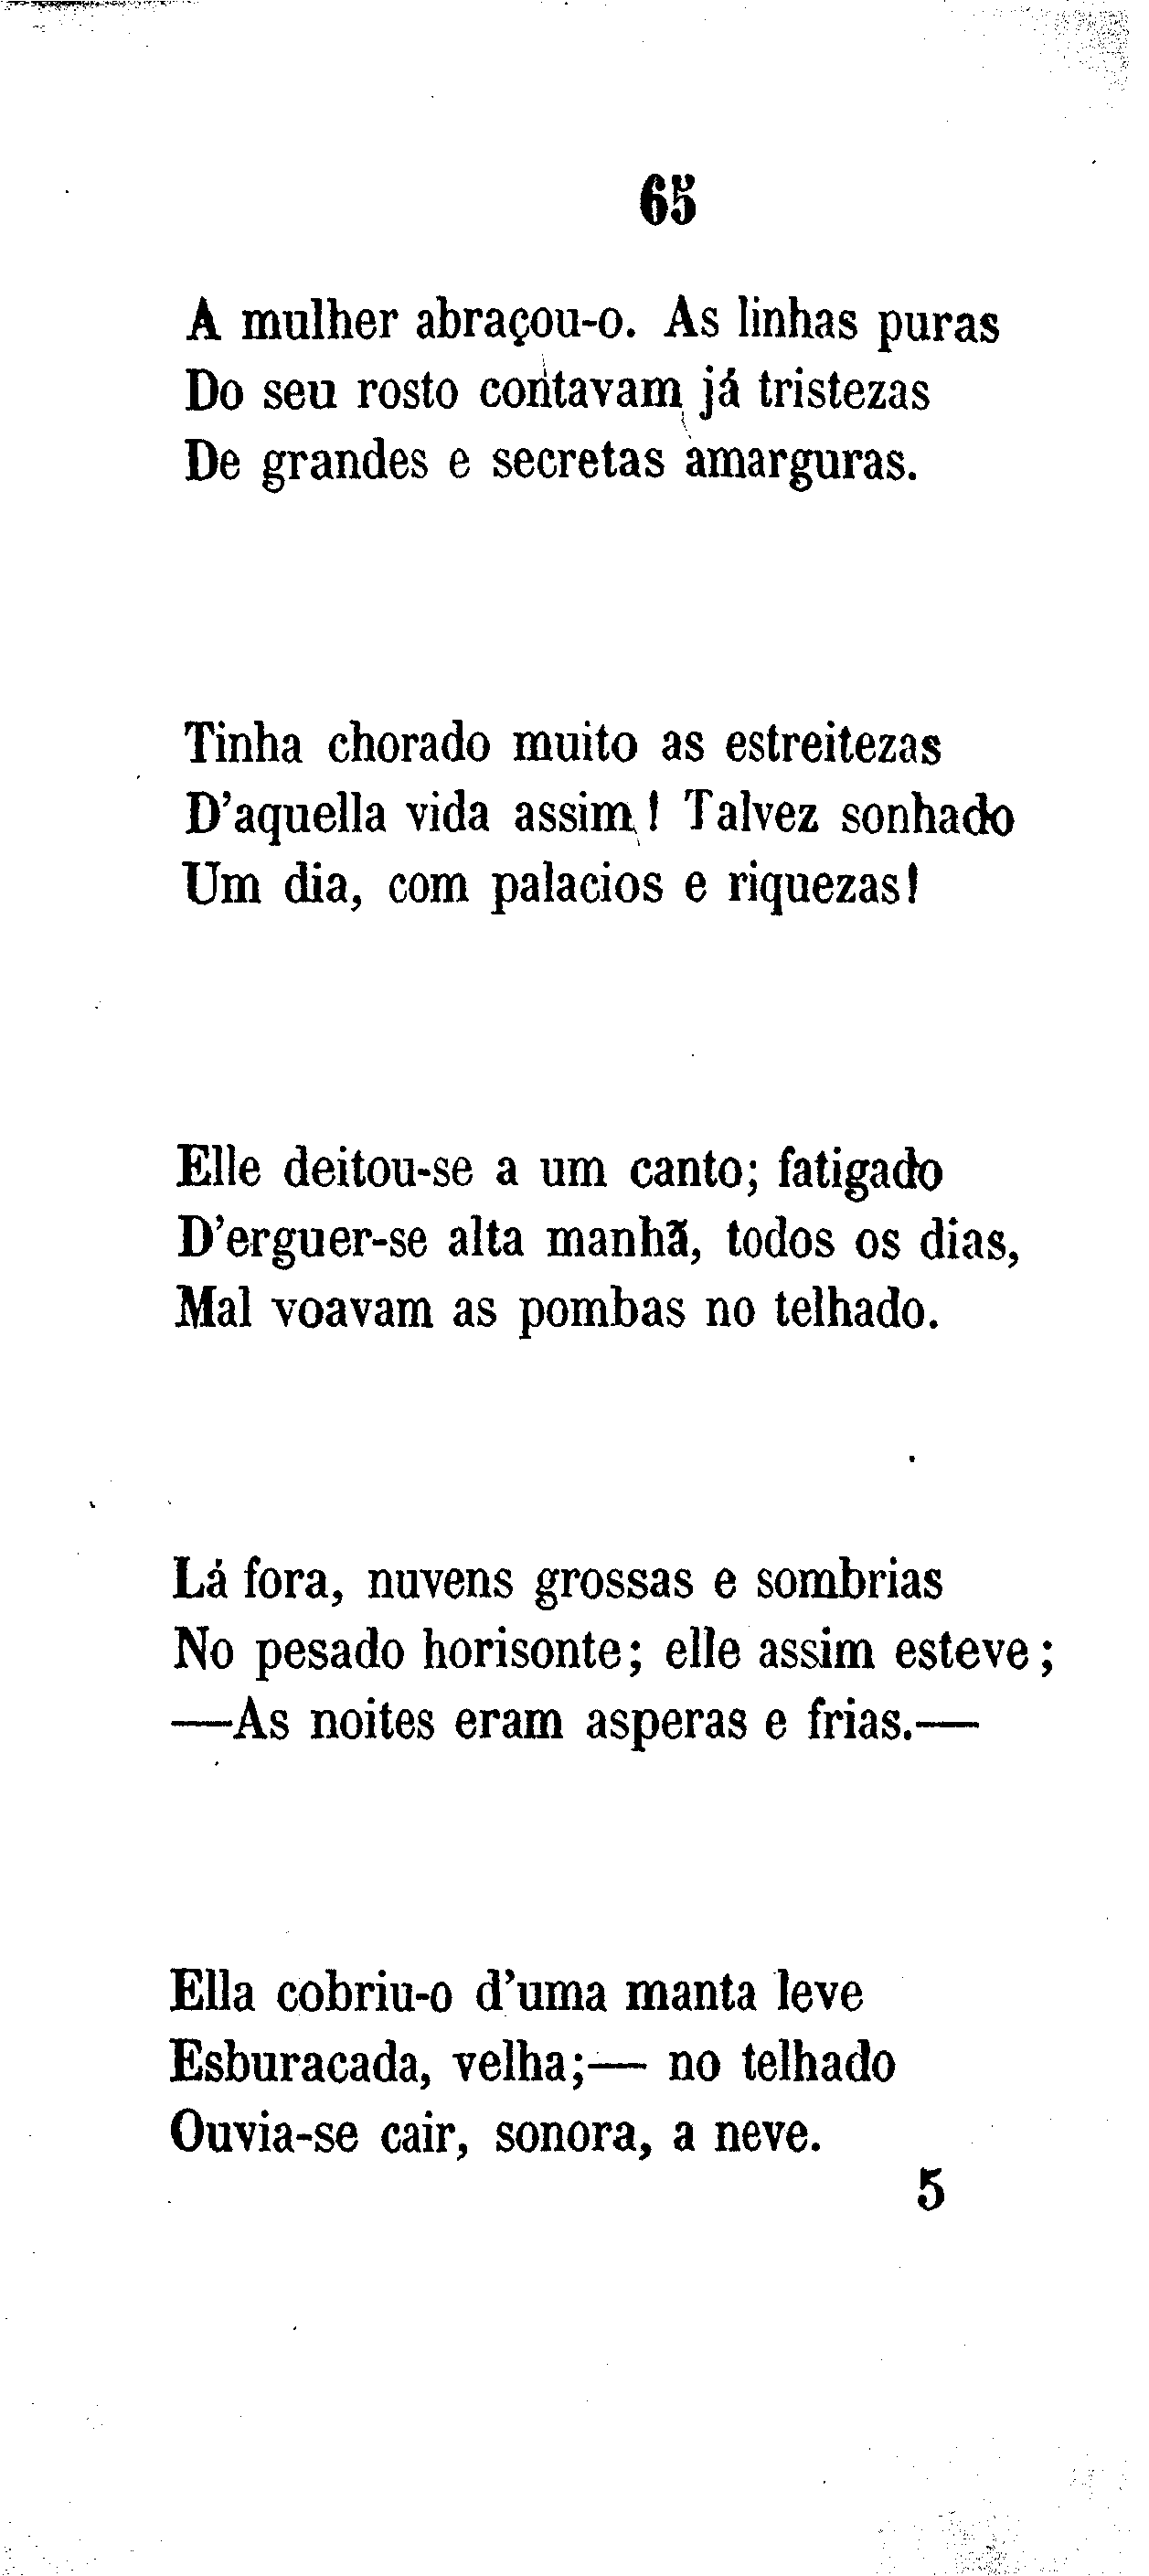 65
A mulher abraçou-o. As linhas puras
Do seu rosto contavam já tristezas
De grandes e secretas amarguras.
Tinha chorado muito as estreitezas
D'aquella vida assim! Talvez sonhado
Um dia, com palacios e riquezas!
Elle deitou-se a um canto; fatigado
D'erguer-se alta manhã, todos os dias,
Mal voavam as pombas no telhado.
Lá fora, nuvens grossas e sombrias
No pesado horisonte; elle assim esteve;
—As noites eram asperas e frias.—
Ella cobriu-o d'uma manta leve
Esburacada, velha;— no telhado
Ouvia-se cair, sonora, a neve.
5